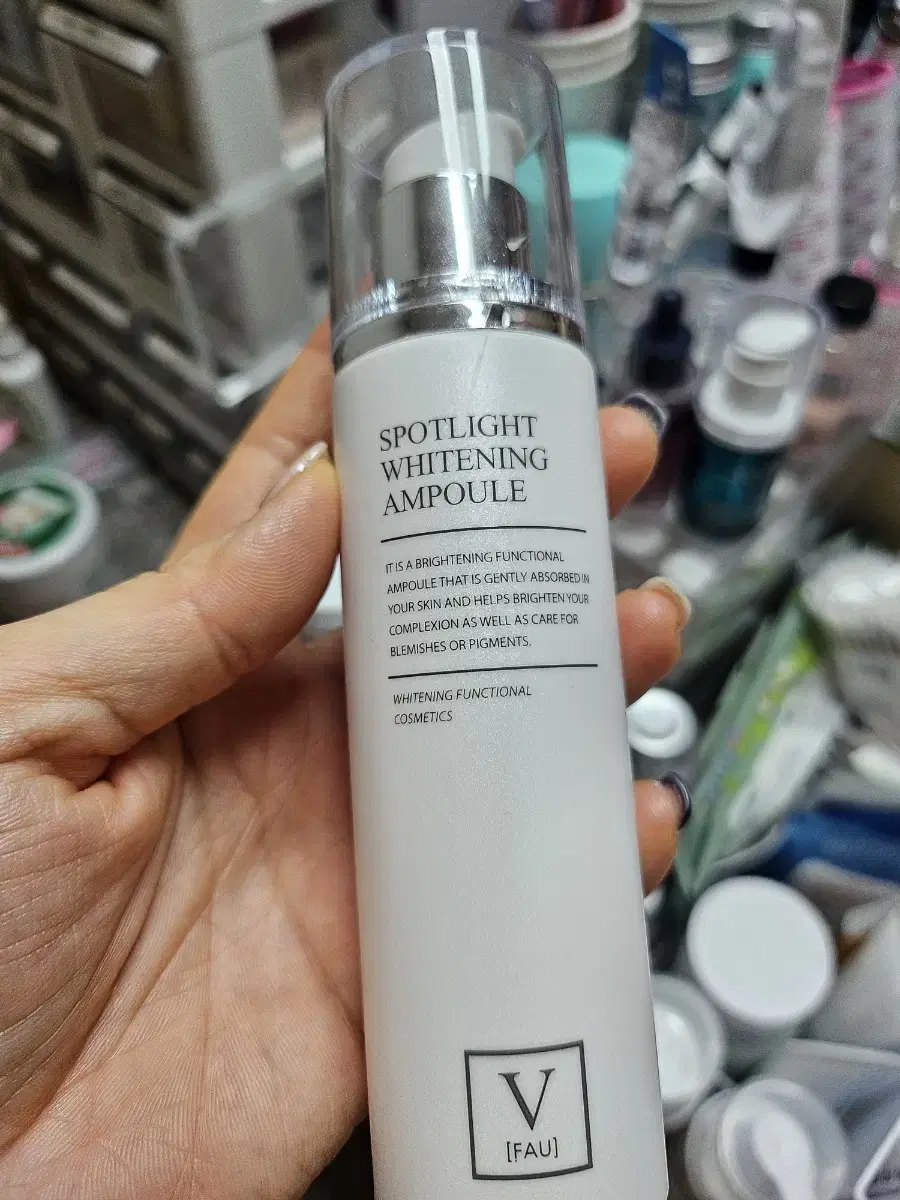 SPOTLIGHT
WHITENING
AMPOULE
IT IS A BRIGHTENING FUNCTIONAL
AMPOULE THAT IS GENTLY ABSORBED IN
YOUR SKIN AND HELPS BRIGHTEN YOUR
COMPLEXION AS WELL AS CARE FOR
BLEMISHES OR PIGMENTS.
WHITENING FUNCTIONAL
COSMETICS
V
[FAU]